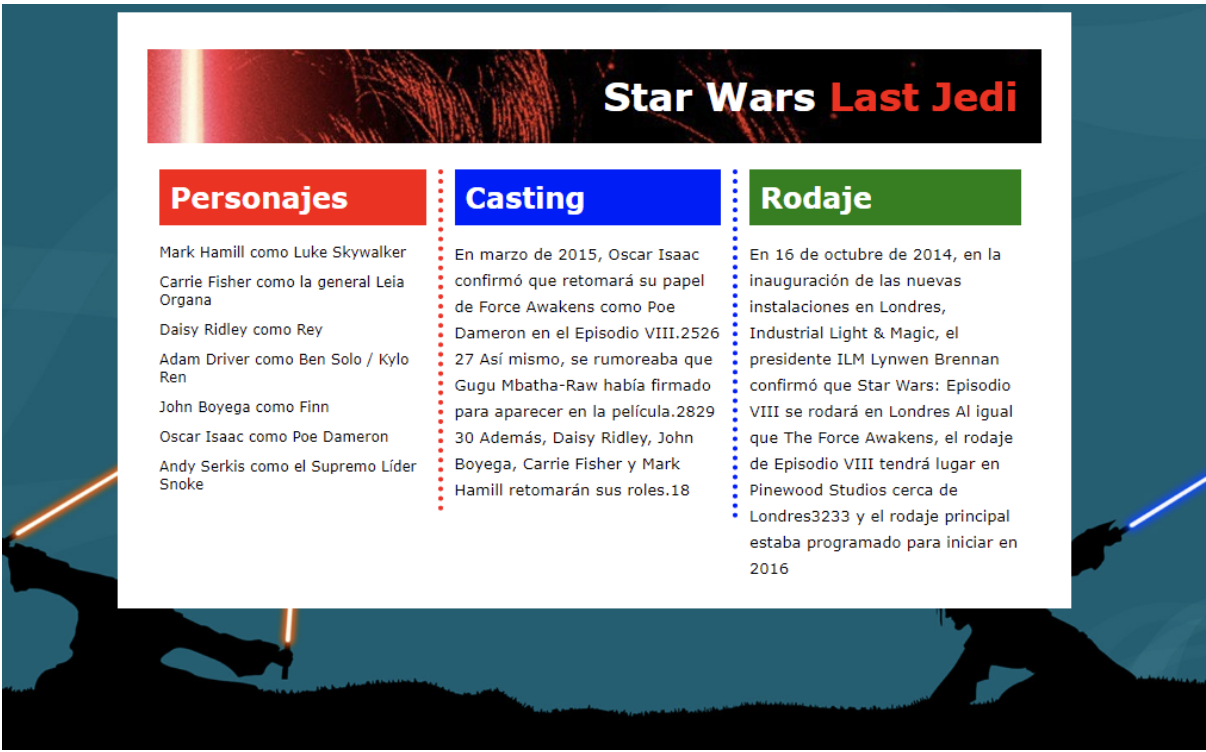 Star Wars Last Jedi
Personajes
Mark Hamill como Luke Skywalker
Carrie Fisher como la general Leia
Organa
Daisy Ridley como Rey
Adam Driver como Ben Solo / Kylo
Ren
John Boyega como Finn
Oscar Isaac como Poe Dameron
Andy Serkis como el Supremo Líder
Snoke
Casting
En marzo de 2015, Oscar Isaac
confirmó que retomará su papel
de Force Awakens como Poe
Dameron en el Episodio VIII.2526
27 Así mismo, se rumoreaba que
Gugu Mbatha-Raw había firmado
para aparecer en la película.2829
30 Además, Daisy Ridley, John
Boyega, Carrie Fisher y Mark
Hamill retomarán sus roles.18
Rodaje
En 16 de octubre de 2014, en la
inauguración de las nuevas
instalaciones en Londres,
Industrial Light & Magic, el
presidente ILM Lynwen Brennan
confirmó que Star Wars: Episodio
VIII se rodará en Londres Al igual
que The Force Awakens, el rodaje
de Episodio VIII tendrá lugar en
Pinewood Studios cerca de
Londres3233 y el rodaje principal
estaba programado para iniciar en
2016